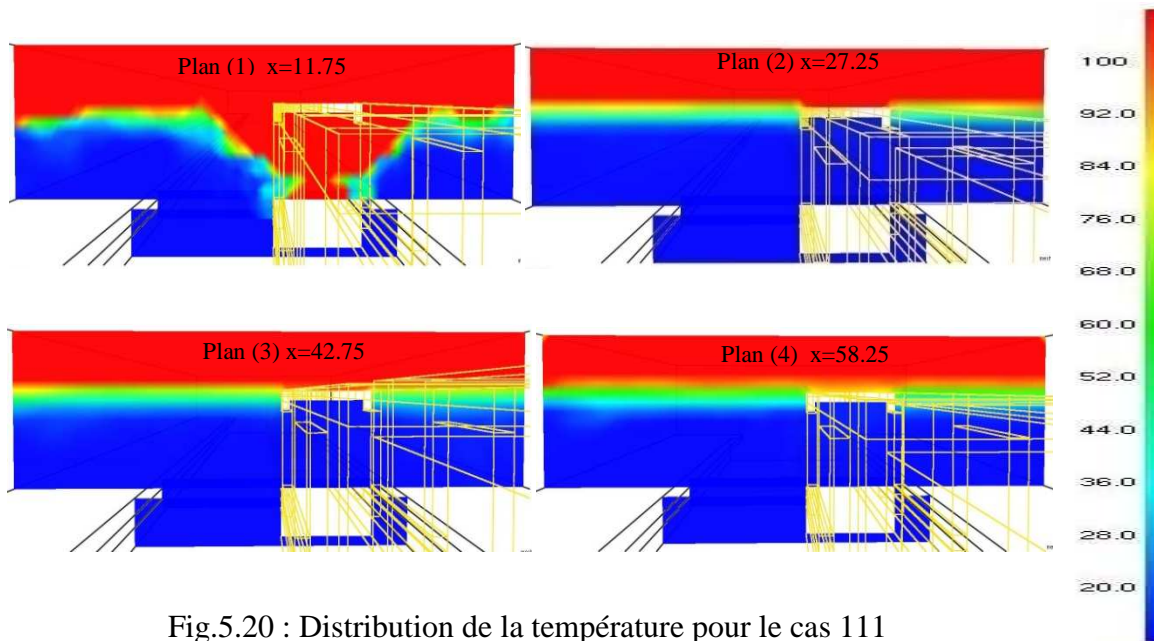 Plan (1) x=11.75
Plan (2) x=27.25
Plan (3) x=42.75
Plan (4) x=58.25
100.
92.0
84.0
76.0
68.0
60.0
52.0
44.0
36.0
28.0
20.0
Fig.5.20 : Distribution de la température pour le cas 111